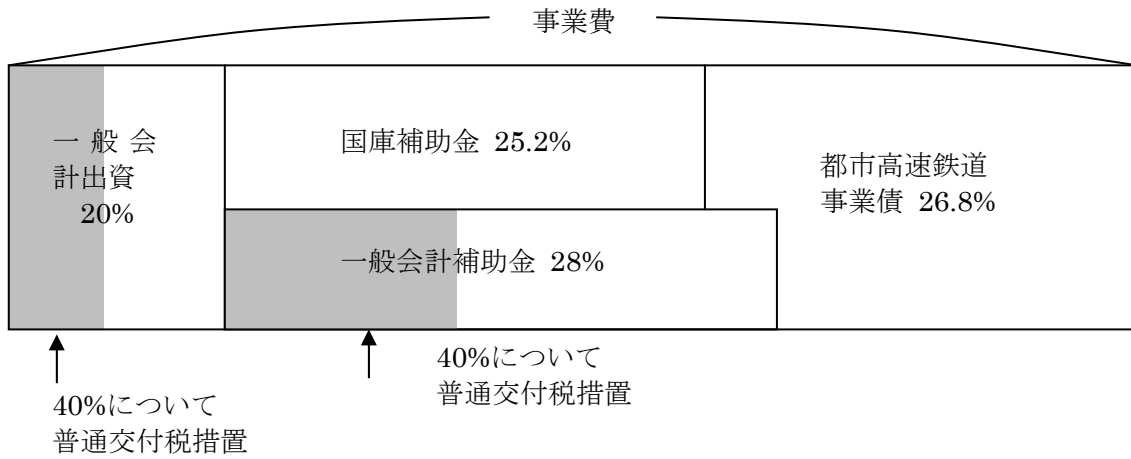 事業費
一 般 会
計出資
20%
国庫補助金 25.2%
一般会計補助金 28%
都市高速鉄道
事業債 26.8%
40%について
普通交付税措置
40%について
普通交付税措置